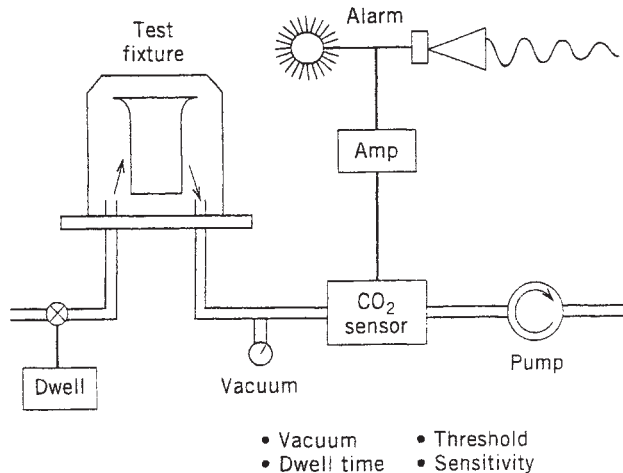 Test
fixture
Alarm
Amp
CO₂
sensor
Dwell
Vacuum
Pump
• Vacuum
• Dwell time
• Threshold
• Sensitivity